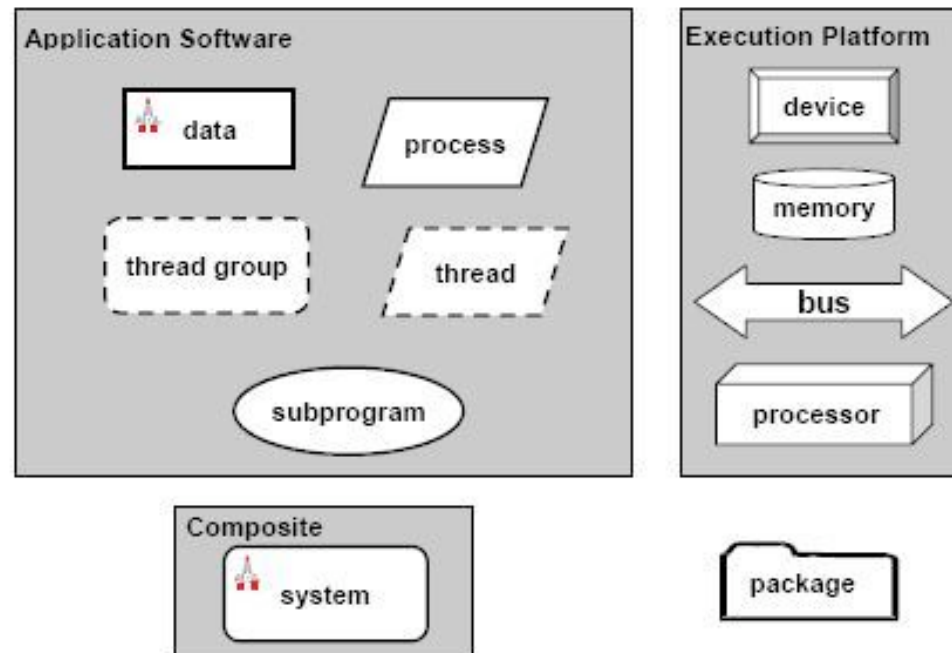 Application Software
data
process
thread group
thread
subprogram
Execution Platform
device
memory
bus
processor
Composite
system
package